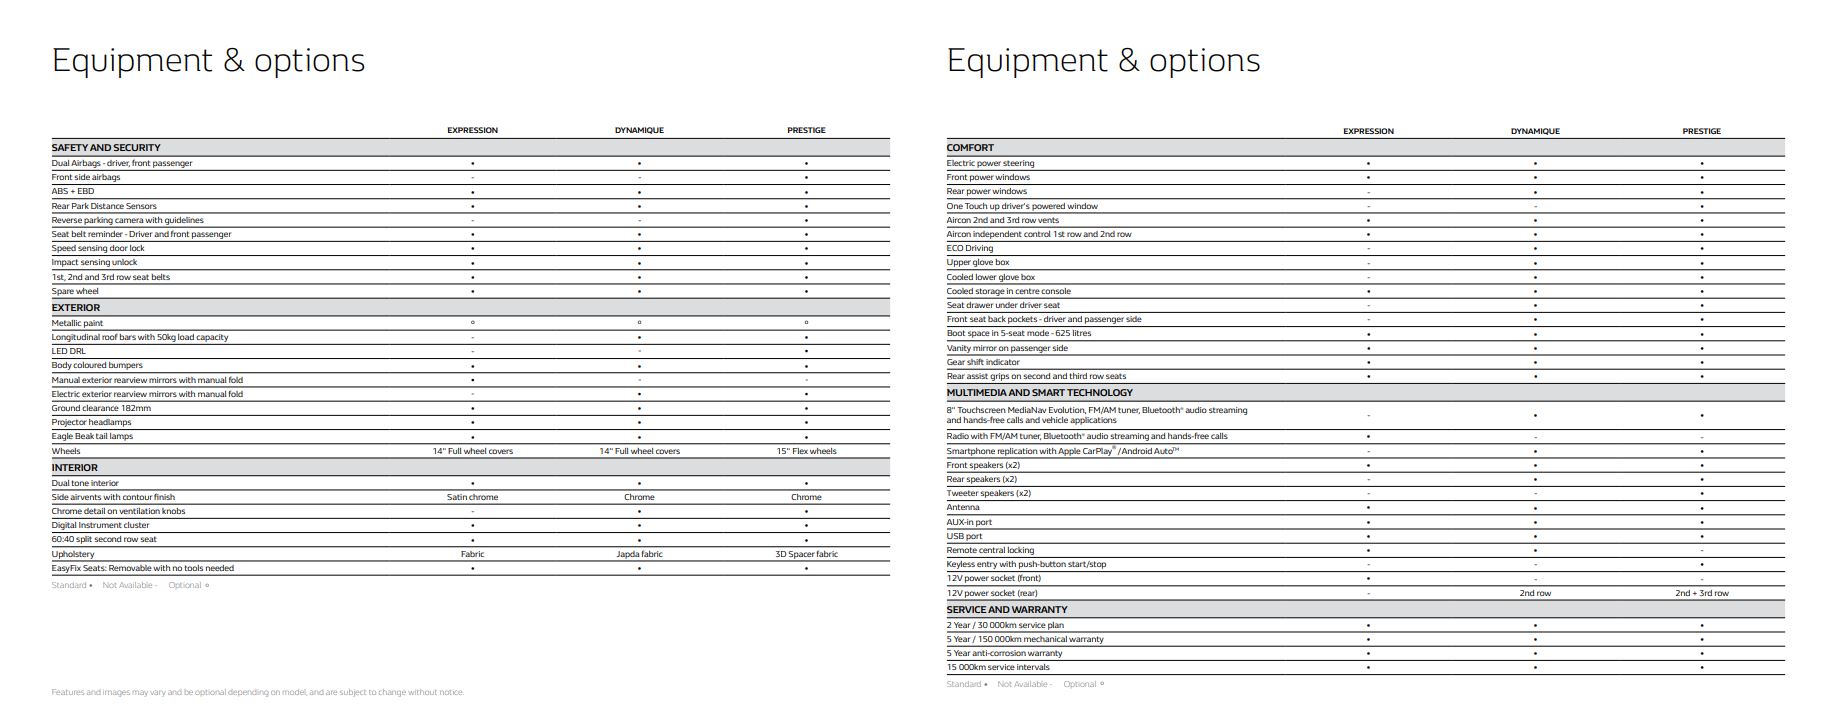 Equipment & options
EXPRESSION DYNAMIQUE PRESTIGE
SAFETY AND SECURITY
Dual Airbags - driver, front passenger • • •
Front side airbags - - •
ABS + EBD • • •
Rear Park Distance Sensors • • •
Reverse parking camera with guidelines - - •
Seat belt reminder - Driver and front passenger • • •
Speed sensing door lock • • •
Impact sensing unlock • • •
1st, 2nd and 3rd row seat belts • • •
Spare wheel • • •
EXTERIOR
Metallic paint º º º
Longitudinal roof bars with 50kg load capacity - • •
LED DRL - - •
Body coloured bumpers • • •
Manual exterior rearview mirrors with manual fold • - -
Electric exterior rearview mirrors with manual fold - • •
Ground clearance 182mm • • •
Projector headlamps • • •
Eagle Beak tail lamps • • •
Wheels 14" Full wheel covers 14" Full wheel covers 15" Flex wheels
INTERIOR
Dual tone interior • • •
Side airvents with contour finish Satin chrome Chrome Chrome
Chrome detail on ventilation knobs - • •
Digital Instrument cluster • • •
60:40 split second row seat • • •
Upholstery Fabric Japda fabric 3D Spacer fabric
EasyFix Seats: Removable with no tools needed • • •
Standard • Not Available - Optional º
Features and images may vary and be optional depending on model, and are subject to change without notice.
Equipment & options
EXPRESSION DYNAMIQUE PRESTIGE
COMFORT
Electric power steering • • •
Front power windows • • •
Rear power windows - • •
One Touch up driver's powered window - - •
Aircon 2nd and 3rd row vents • • •
Aircon independent control 1st row and 2nd row • • •
ECO Driving - • •
Upper glove box - • •
Cooled lower glove box - • •
Cooled storage in centre console • • •
Seat drawer under driver seat - • •
Front seat back pockets - driver and passenger side - • •
Boot space in 5-seat mode - 625 litres • • •
Vanity mirror on passenger side • • •
Gear shift indicator • • •
Rear assist grips on second and third row seats • • •
MULTIMEDIA AND SMART TECHNOLOGY
8" Touchscreen MediaNav Evolution, FM/AM tuner, Bluetooth® audio streaming
and hands-free calls and vehicle applications - • •
Radio with FM/AM tuner, Bluetooth® audio streaming and hands-free calls • - -
Smartphone replication with Apple CarPlay®/Android Auto™ - • •
Front speakers (x2) • • •
Rear speakers (x2) - • •
Tweeter speakers (x2) - - •
Antenna • • •
AUX-in port • • •
USB port • • •
Remote central locking • • -
Keyless entry with push-button start/stop - - •
12V power socket (front) • - -
12V power socket (rear) - 2nd row 2nd + 3rd row
SERVICE AND WARRANTY
2 Year / 30 000km service plan • • •
5 Year / 150 000km mechanical warranty • • •
5 Year anti-corrosion warranty • • •
15 000km service intervals • • •
Standard • Not Available - Optional º